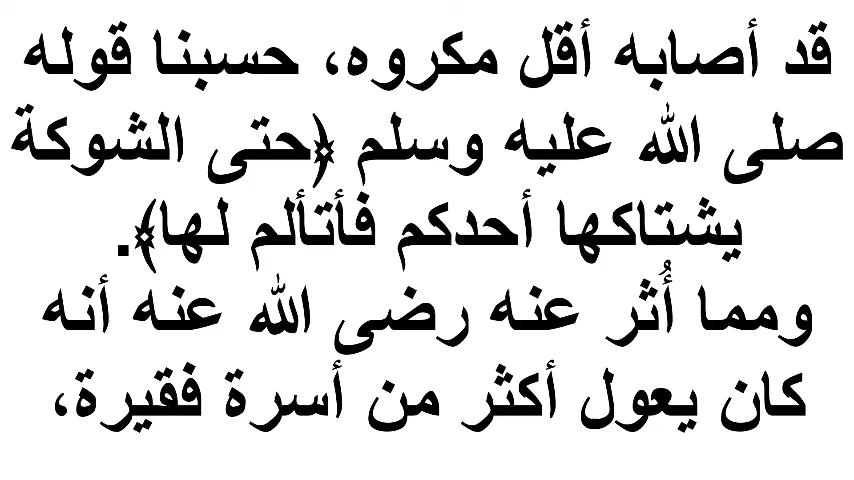 قد أصابه أقل مكروه، حسبنا قوله
صلى الله عليه وسلم ﴿حتى الشوكة
يشتاكها أحدكم فأتألم لها﴾.
ومما أُثر عنه رضى الله عنه أنه
كان يعول أكثر من أسرة فقيرة،